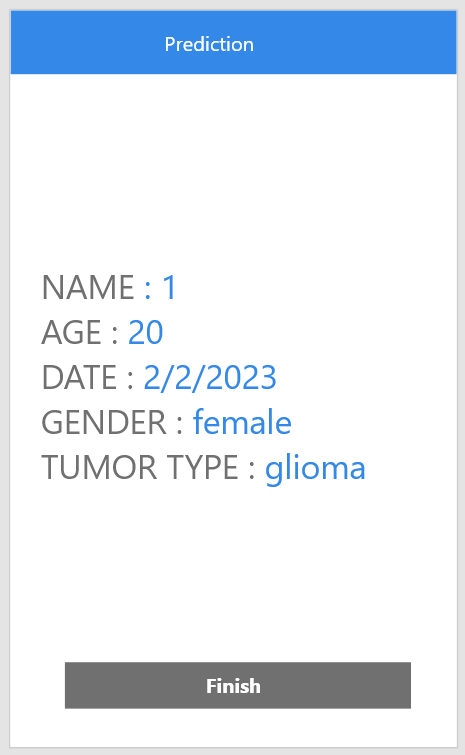 Prediction
NAME : 1
AGE : 20
DATE : 2/2/2023
GENDER : female
TUMOR TYPE : glioma
Finish